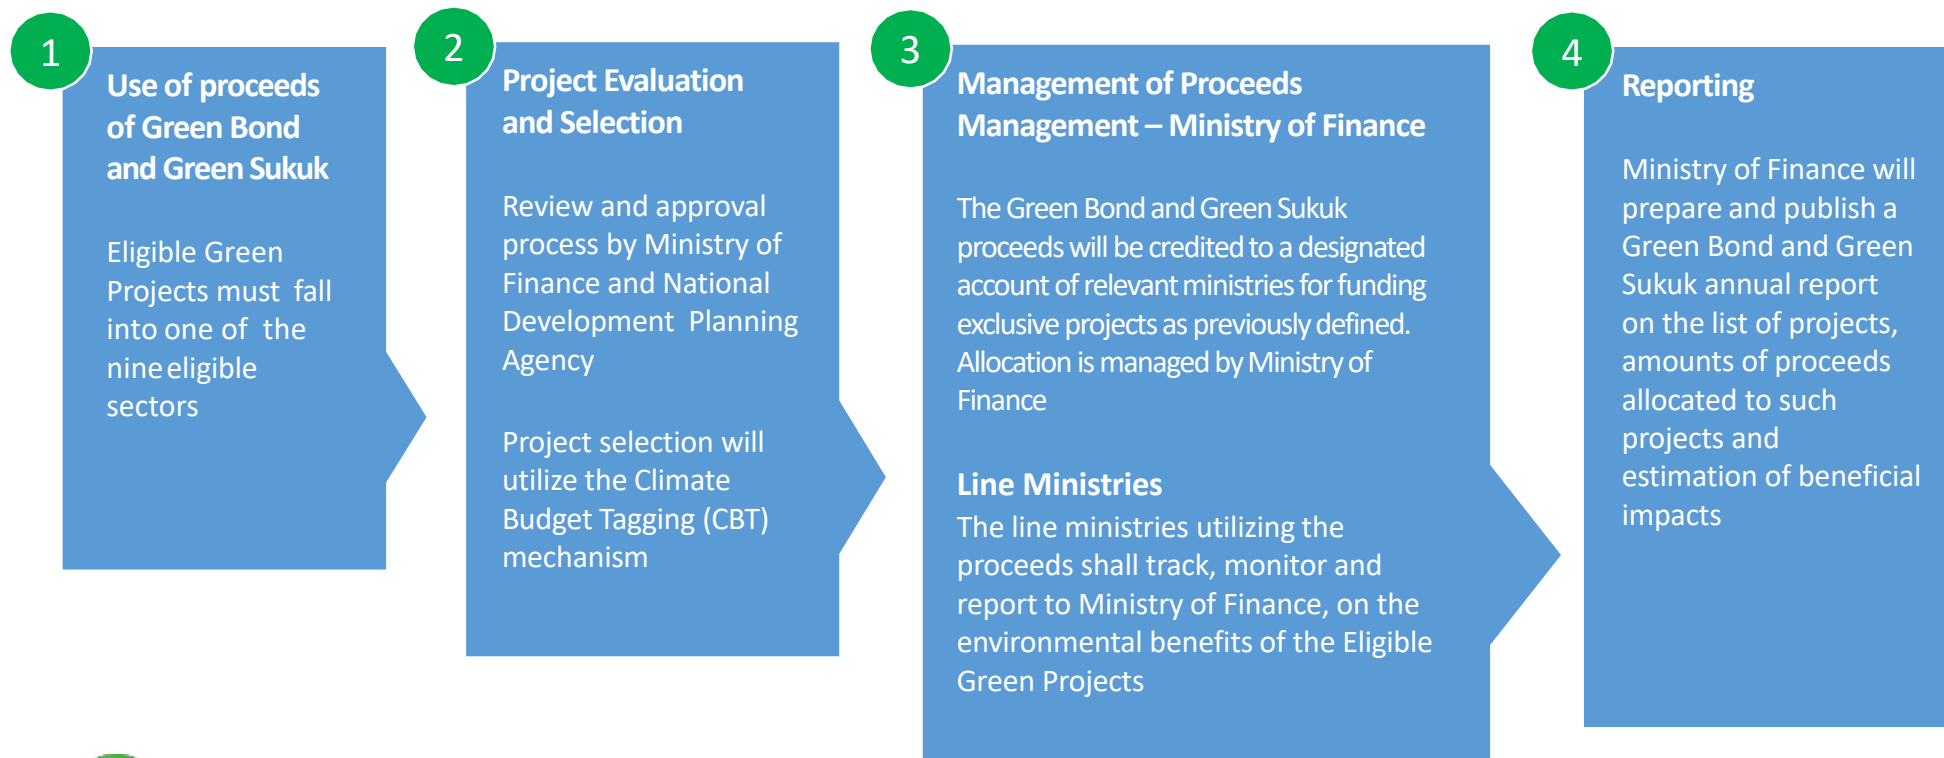 1
Use of proceeds
of Green Bond
and Green Sukuk
Eligible Green
Projects must fall
into one of the
nine eligible
sectors
2
Project Evaluation
and Selection
Review and approval
process by Ministry of
Finance and National
Development Planning
Agency
Project selection will
utilize the Climate
Budget Tagging (CBT)
mechanism
3
Management of Proceeds
Management – Ministry of Finance
The Green Bond and Green Sukuk
proceeds will be credited to a designated
account of relevant ministries for funding
exclusive projects as previously defined.
Allocation is managed by Ministry of
Finance
Line Ministries
The line ministries utilizing the
proceeds shall track, monitor and
report to Ministry of Finance, on the
environmental benefits of the Eligible
Green Projects
4
Reporting
Ministry of Finance will
prepare and publish a
Green Bond and Green
Sukuk annual report
on the list of projects,
amounts of proceeds
allocated to such
projects and
estimation of beneficial
impacts